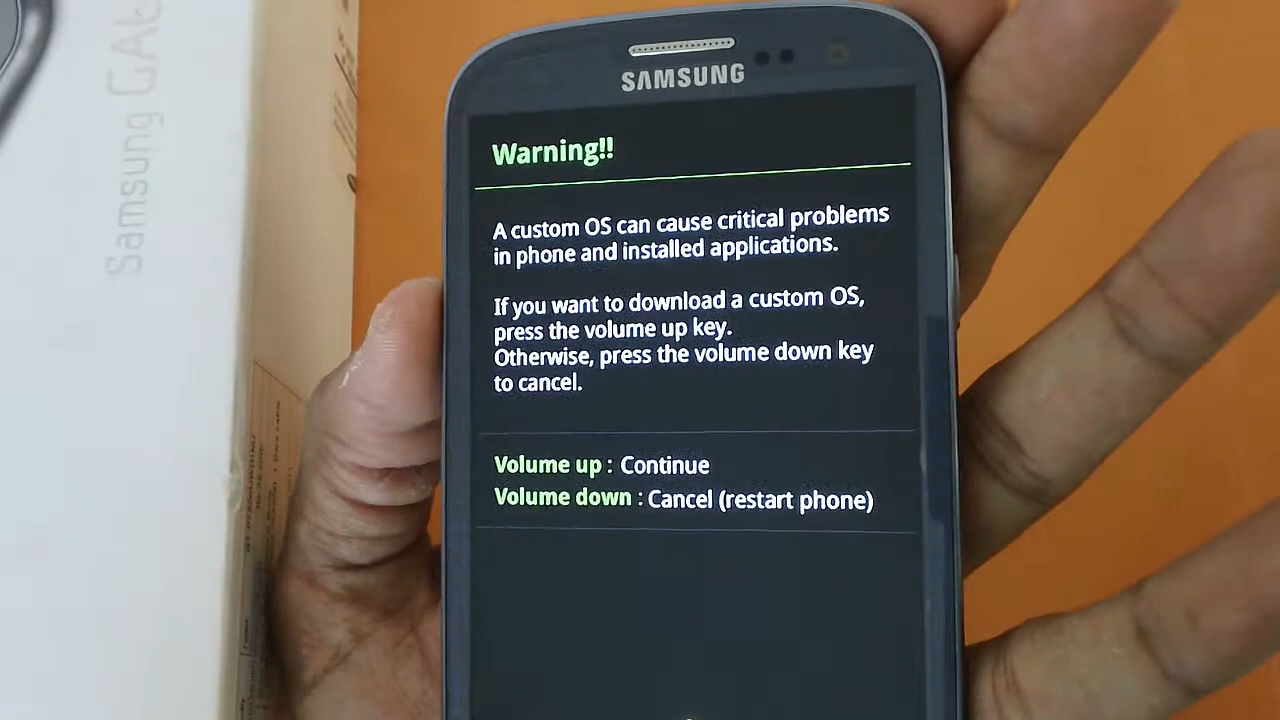 Samsung GAL
SAMSUNG
Warning!!
A custom OS can cause critical problems
in phone and installed applications.
If you want to download a custom OS,
press the volume up key.
Otherwise, press the volume down key
to cancel.
Volume up : Continue
Volume down : Cancel (restart phone)